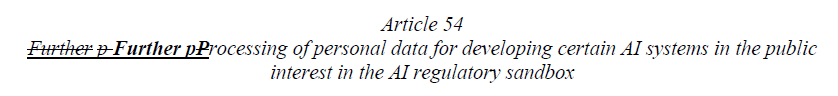 Article 54
Further p Further pProcessing of personal data for developing certain AI systems in the public
interest in the AI regulatory sandbox